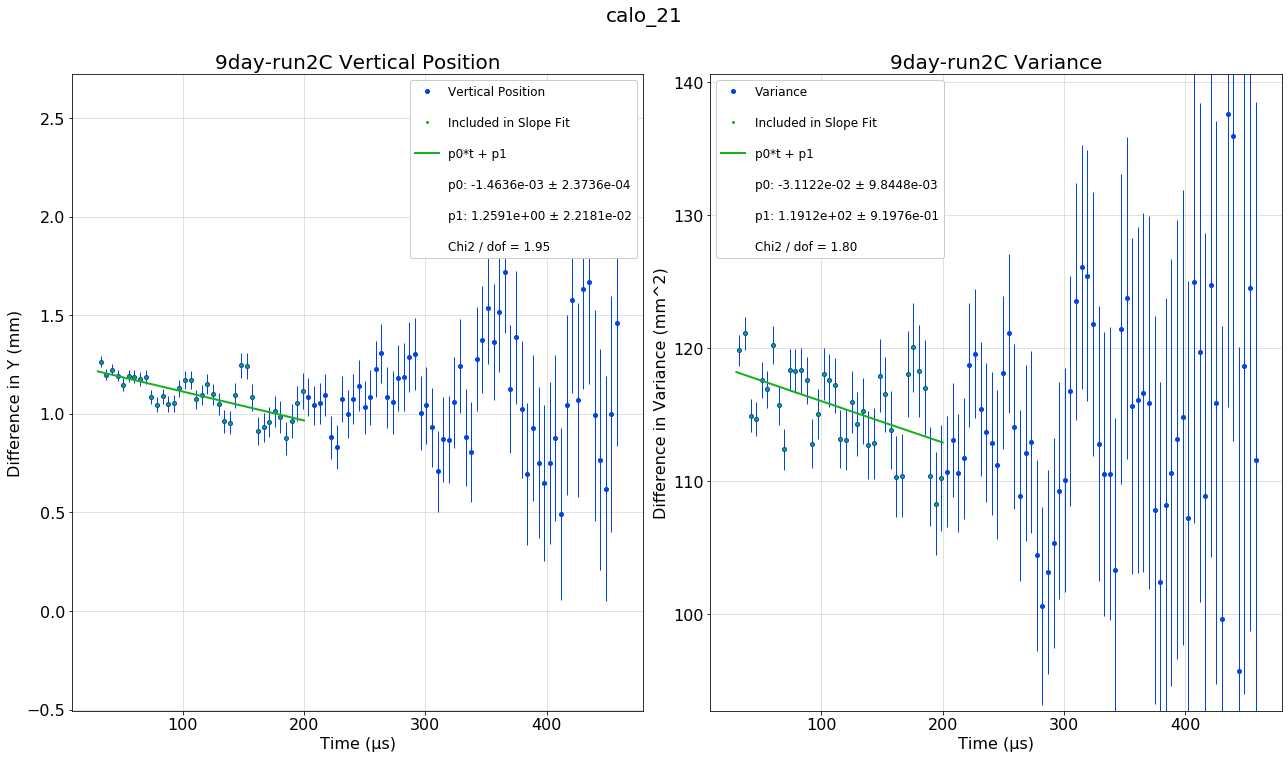 calo_21
9day-run2C Vertical Position
Vertical Position
Included in Slope Fit
p0*t + p1
p0: -1.4636e-03 ± 2.3736e-04
p1: 1.2591e+00 ± 2.2181e-02
Chi2 / dof = 1.95
Difference in Y (mm)
2.5
2.0
1.5
1.0
0.5
0.0
−0.5
100 200 300 400
Time (μs)
9day-run2C Variance
Variance
Included in Slope Fit
p0*t + p1
p0: -3.1122e-02 ± 9.8448e-03
p1: 1.1912e+02 ± 9.1976e-01
Chi2 / dof = 1.80
Difference in Variance (mm^2)
140
130
120
110
100
100 200 300 400
Time (μs)